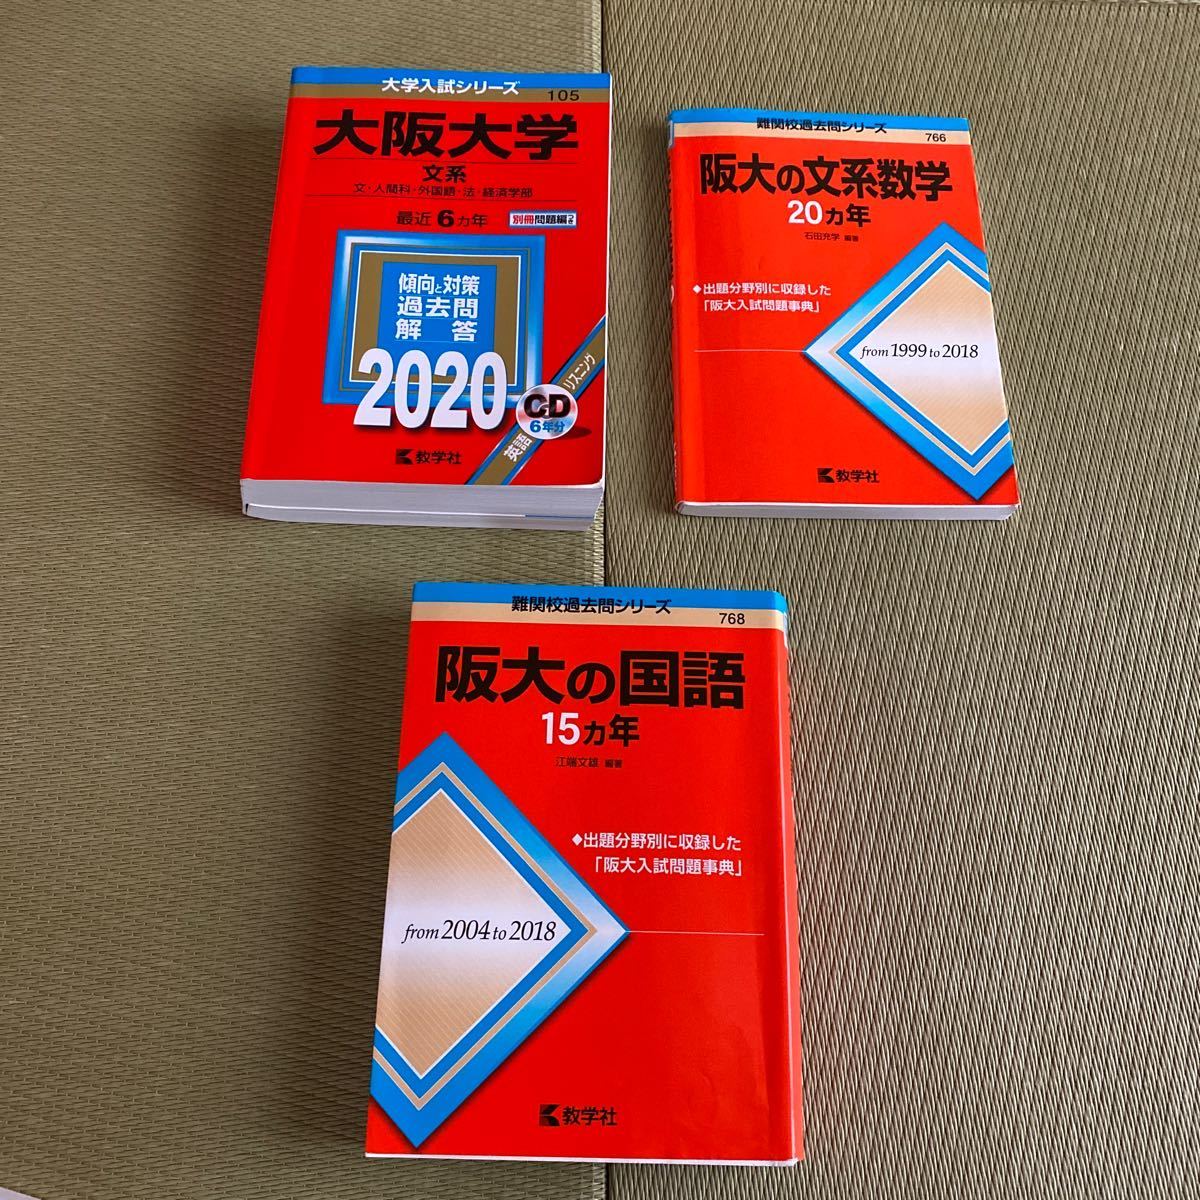 大学入試シリーズ
105
大阪大学
文系
文・人間科・外国語・法・経済学部
最近6カ年
別冊問題編つき
傾向と対策
過去問
解答
2020
CD
6年分
英語
リスニング
教学社
難関校過去問シリーズ
766
阪大の文系数学
20カ年
石田充学 編著
◆出題分野別に収録した
「阪大入試問題事典」
from 1999 to 2018
教学社
難関校過去問シリーズ
768
阪大の国語
15カ年
江端文雄 編著
◆出題分野別に収録した
「阪大入試問題事典」
from 2004 to 2018
教学社